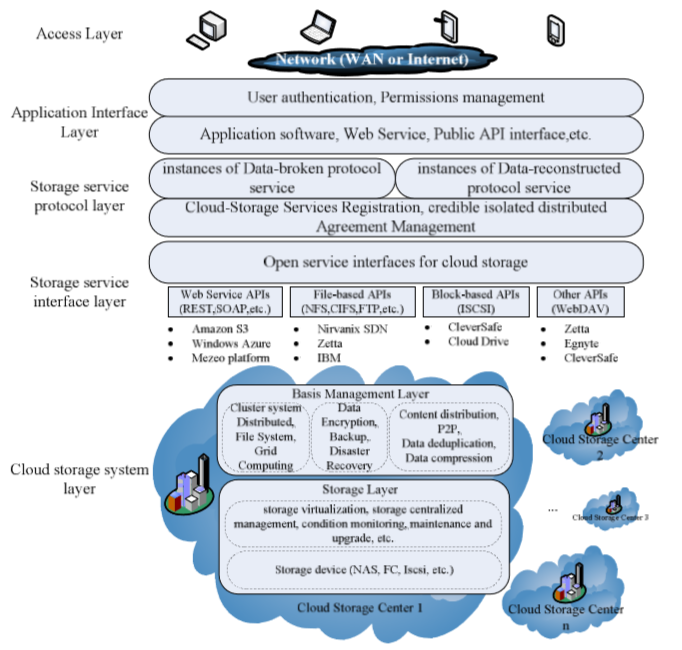 Access Layer
Network (WAN or Internet)
Application Interface
Layer
User authentication, Permissions management
Application software, Web Service, Public API interface,etc.
Storage service
protocol layer
instances of Data-broken protocol
service
instances of Data-reconstructed
protocol service
Cloud-Storage Services Registration, credible isolated distributed
Agreement Management
Storage service
interface layer
Open service interfaces for cloud storage
Web Service APIs
(REST,SOAP,etc.)
• Amazon S3
• Windows Azure
• Mezeo platform
File-based APIs
(NFS,CIFS,FTP,etc.)
• Nirvanix SDN
• Zetta
• IBM
Block-based APIs
(ISCSI)
• CleverSafe
• Cloud Drive
Other APIs
(WebDAV)
• Zetta
• Egnyte
• CleverSafe
Cloud storage system
layer
Basis Management Layer
Cluster system
Distributed,
File System,
Grid
Computing
Data
Encryption,
Backup,
Disaster
Recovery
Content distribution,
P2P,
Data deduplication,
Data compression
Storage Layer
storage virtualization, storage centralized
management, condition monitoring, maintenance and
upgrade, etc.
Storage device (NAS, FC, Iscsi, etc.)
Cloud Storage Center 1
Cloud Storage Center
2
...
Cloud Storage Center 3
Cloud Storage Center
n